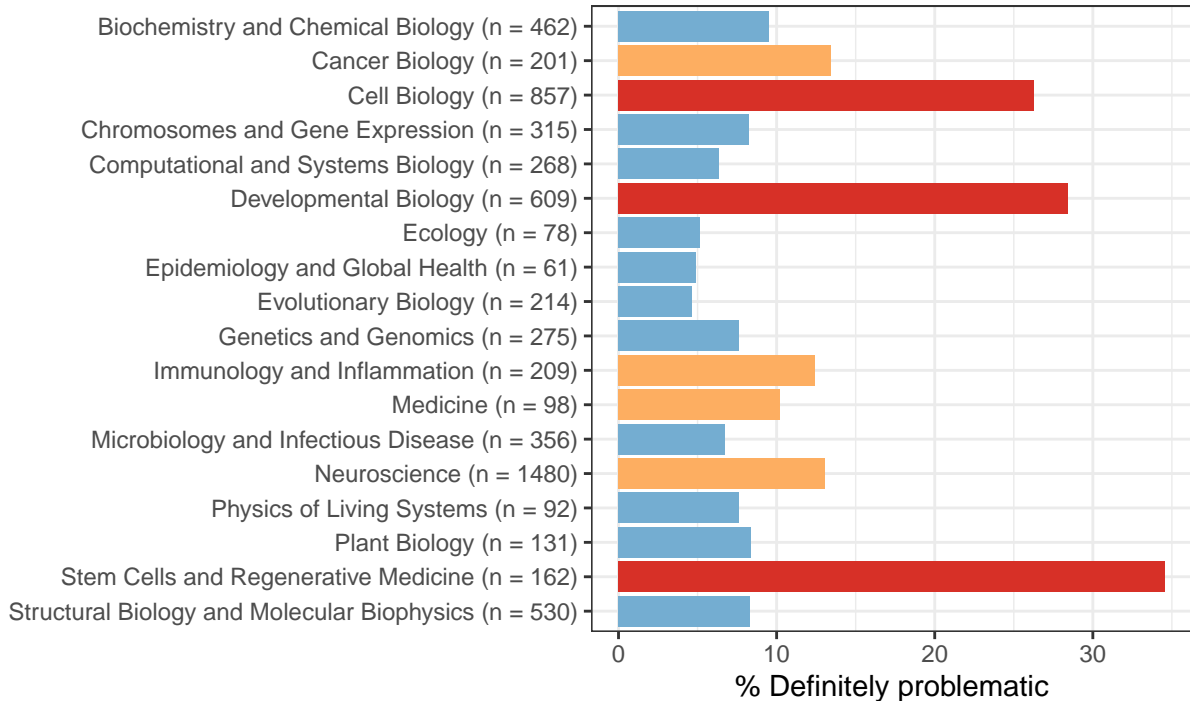 Biochemistry and Chemical Biology (n = 462)
Cancer Biology (n = 201)
Cell Biology (n = 857)
Chromosomes and Gene Expression (n = 315)
Computational and Systems Biology (n = 268)
Developmental Biology (n = 609)
Ecology (n = 78)
Epidemiology and Global Health (n = 61)
Evolutionary Biology (n = 214)
Genetics and Genomics (n = 275)
Immunology and Inflammation (n = 209)
Medicine (n = 98)
Microbiology and Infectious Disease (n = 356)
Neuroscience (n = 1480)
Physics of Living Systems (n = 92)
Plant Biology (n = 131)
Stem Cells and Regenerative Medicine (n = 162)
Structural Biology and Molecular Biophysics (n = 530)
0 10 20 30
% Definitely problematic